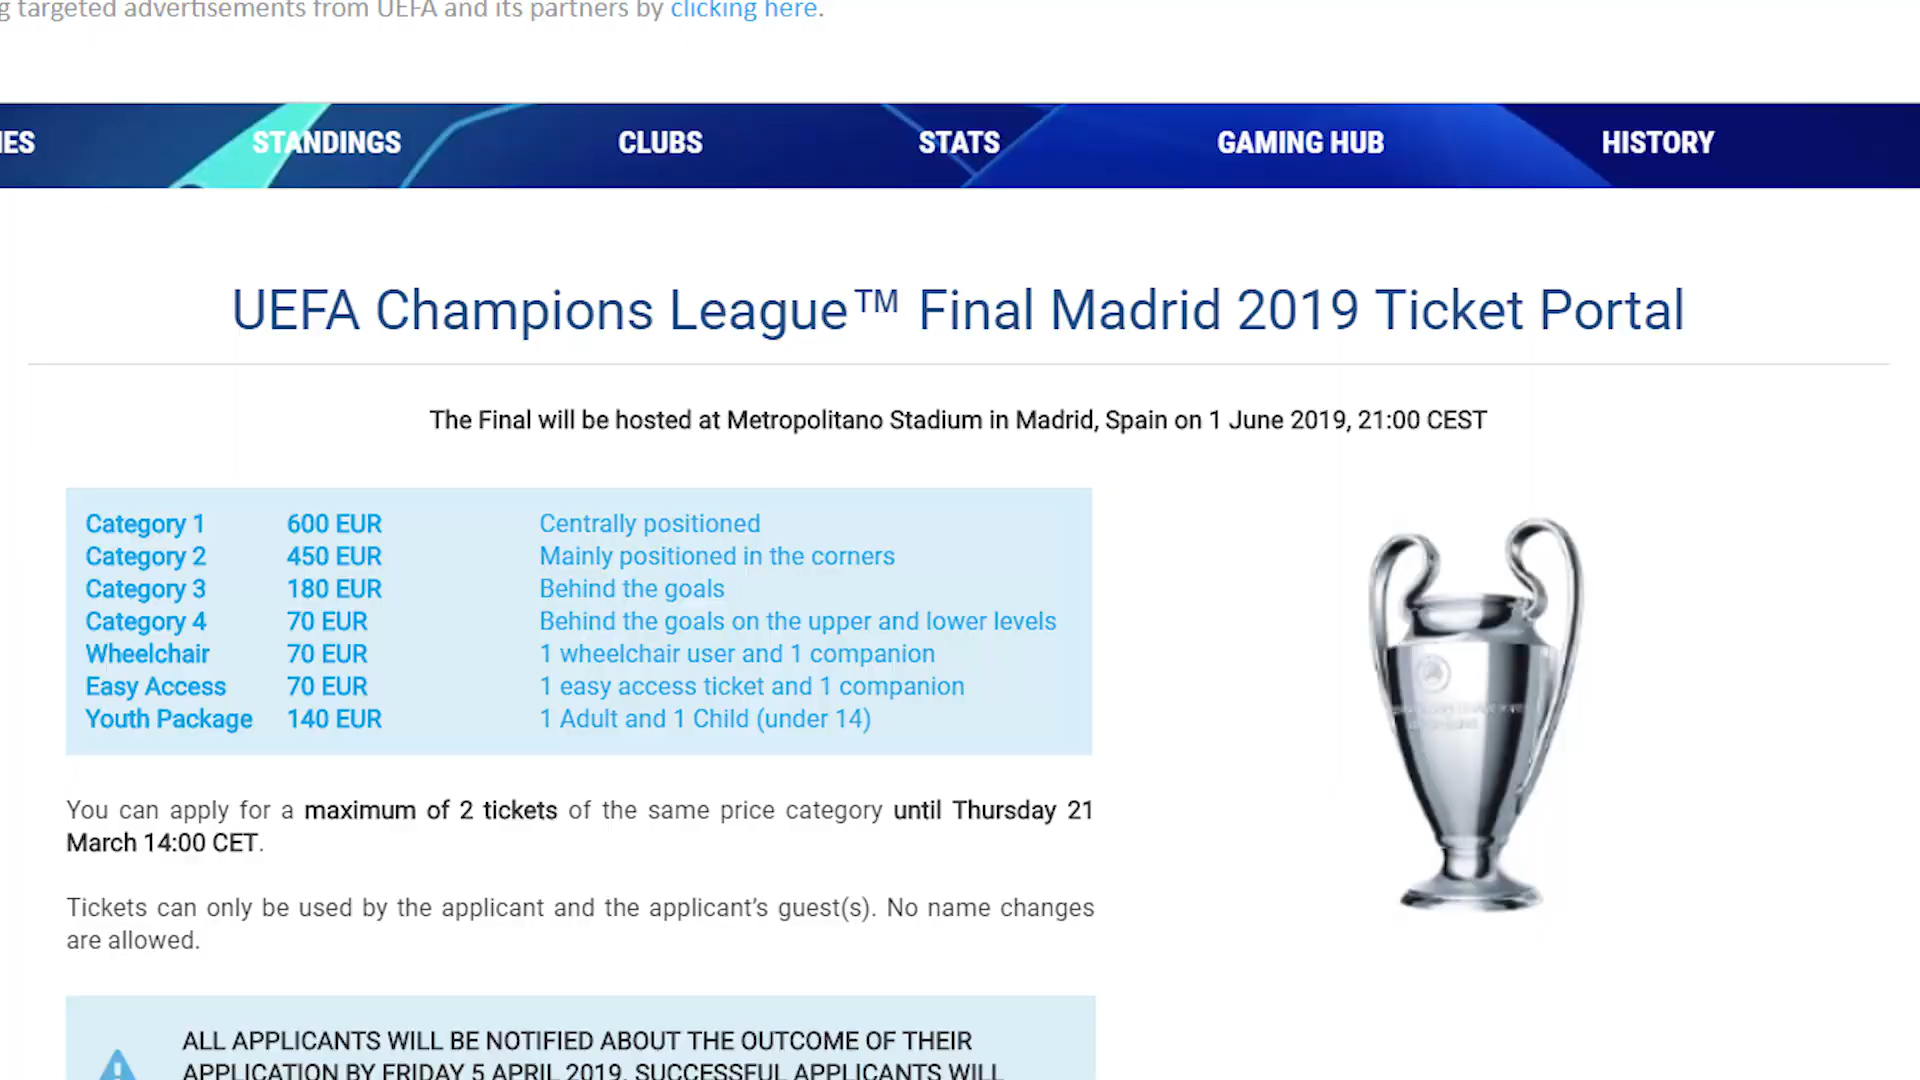 targeted advertisements from UEFA and its partners by clicking here.
STANDINGS CLUBS STATS GAMING HUB HISTORY
UEFA Champions League™ Final Madrid 2019 Ticket Portal
The Final will be hosted at Metropolitano Stadium in Madrid, Spain on 1 June 2019, 21:00 CEST
Category 1 600 EUR Centrally positioned
Category 2 450 EUR Mainly positioned in the corners
Category 3 180 EUR Behind the goals
Category 4 70 EUR Behind the goals on the upper and lower levels
Wheelchair 70 EUR 1 wheelchair user and 1 companion
Easy Access 70 EUR 1 easy access ticket and 1 companion
Youth Package 140 EUR 1 Adult and 1 Child (under 14)
You can apply for a maximum of 2 tickets of the same price category until Thursday 21
March 14:00 CET.
Tickets can only be used by the applicant and the applicant's guest(s). No name changes
are allowed.
ALL APPLICANTS WILL BE NOTIFIED ABOUT THE OUTCOME OF THEIR
APPLICATION BY FRIDAY 5 APRIL 2019. SUCCESSFUL APPLICANTS WILL